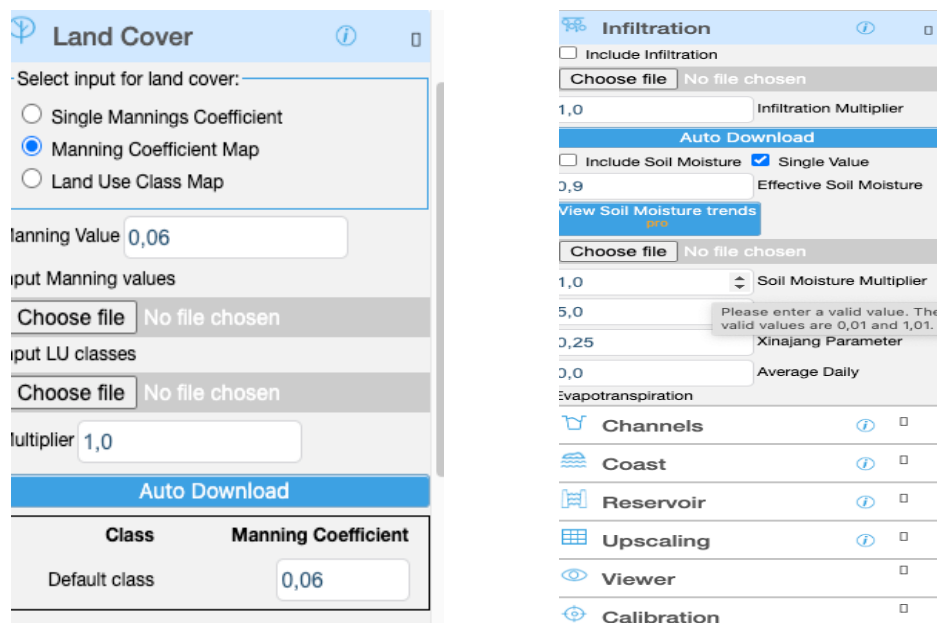 Land Cover
Select input for land cover:
Single Mannings Coefficient
Manning Coefficient Map
Land Use Class Map
Manning Value 0,06
nput Manning values
Choose file No file chosen
nput LU classes
Choose file No file chosen
Multiplier 1,0
Auto Download
Class Manning Coefficient
Default class 0,06
Infiltration
Include Infiltration
Choose file No file chosen
1,0 Infiltration Multiplier
Auto Download
Include Soil Moisture Single Value
0,9 Effective Soil Moisture
View Soil Moisture trends
pro
Choose file No file chosen
1,0 Soil Moisture Multiplier
5,0
Please enter a valid value. The
valid values are 0,01 and 1,01.
0,25 Xinajang Parameter
0,0 Average Daily
Evapotranspiration
Channels
Coast
Reservoir
Upscaling
Viewer
Calibration